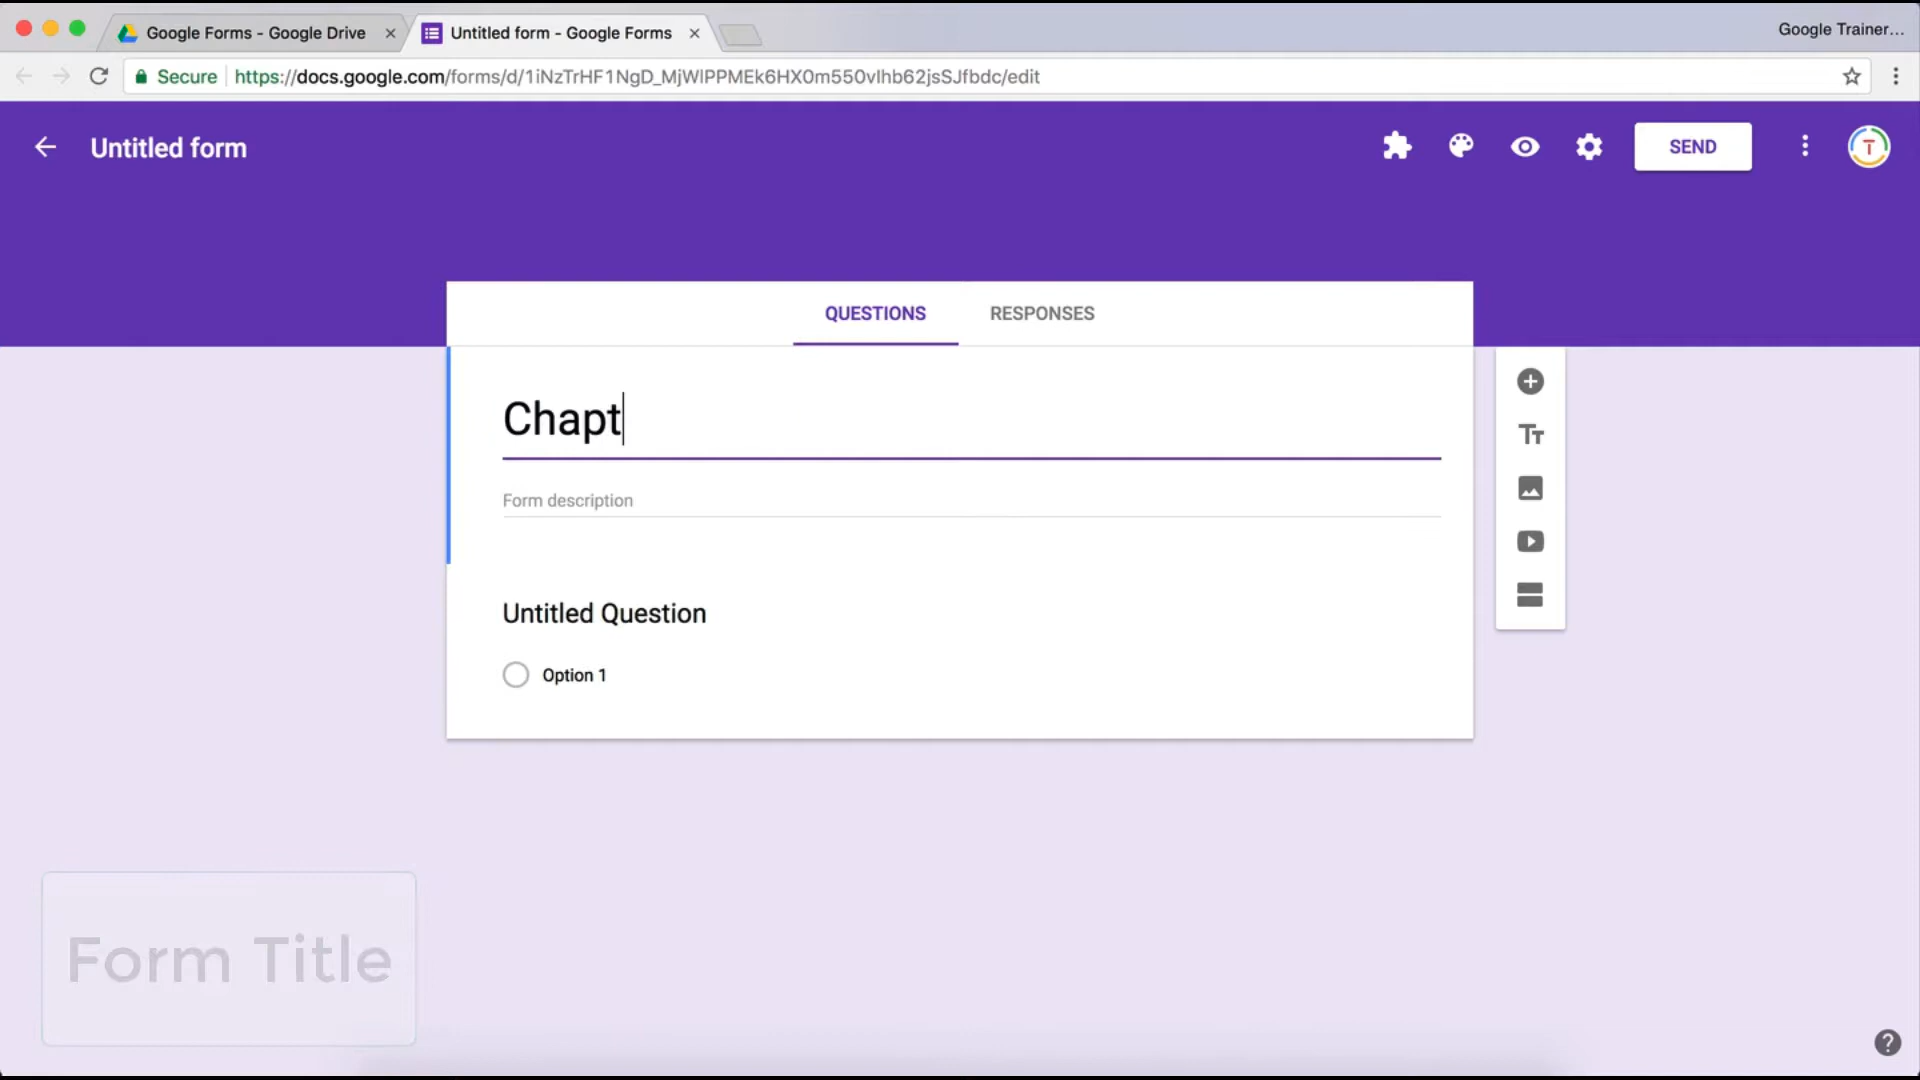 Google Forms - Google Drive
Untitled form - Google Forms
Google Trainer...
Secure
https://docs.google.com/forms/d/1iNzTrHF1NgD_MjWlPPMEk6HX0m550vIhb62jsSJfbdc/edit
Untitled form
SEND
T
QUESTIONS
RESPONSES
Chapt
Form description
Untitled Question
Option 1
Form Title